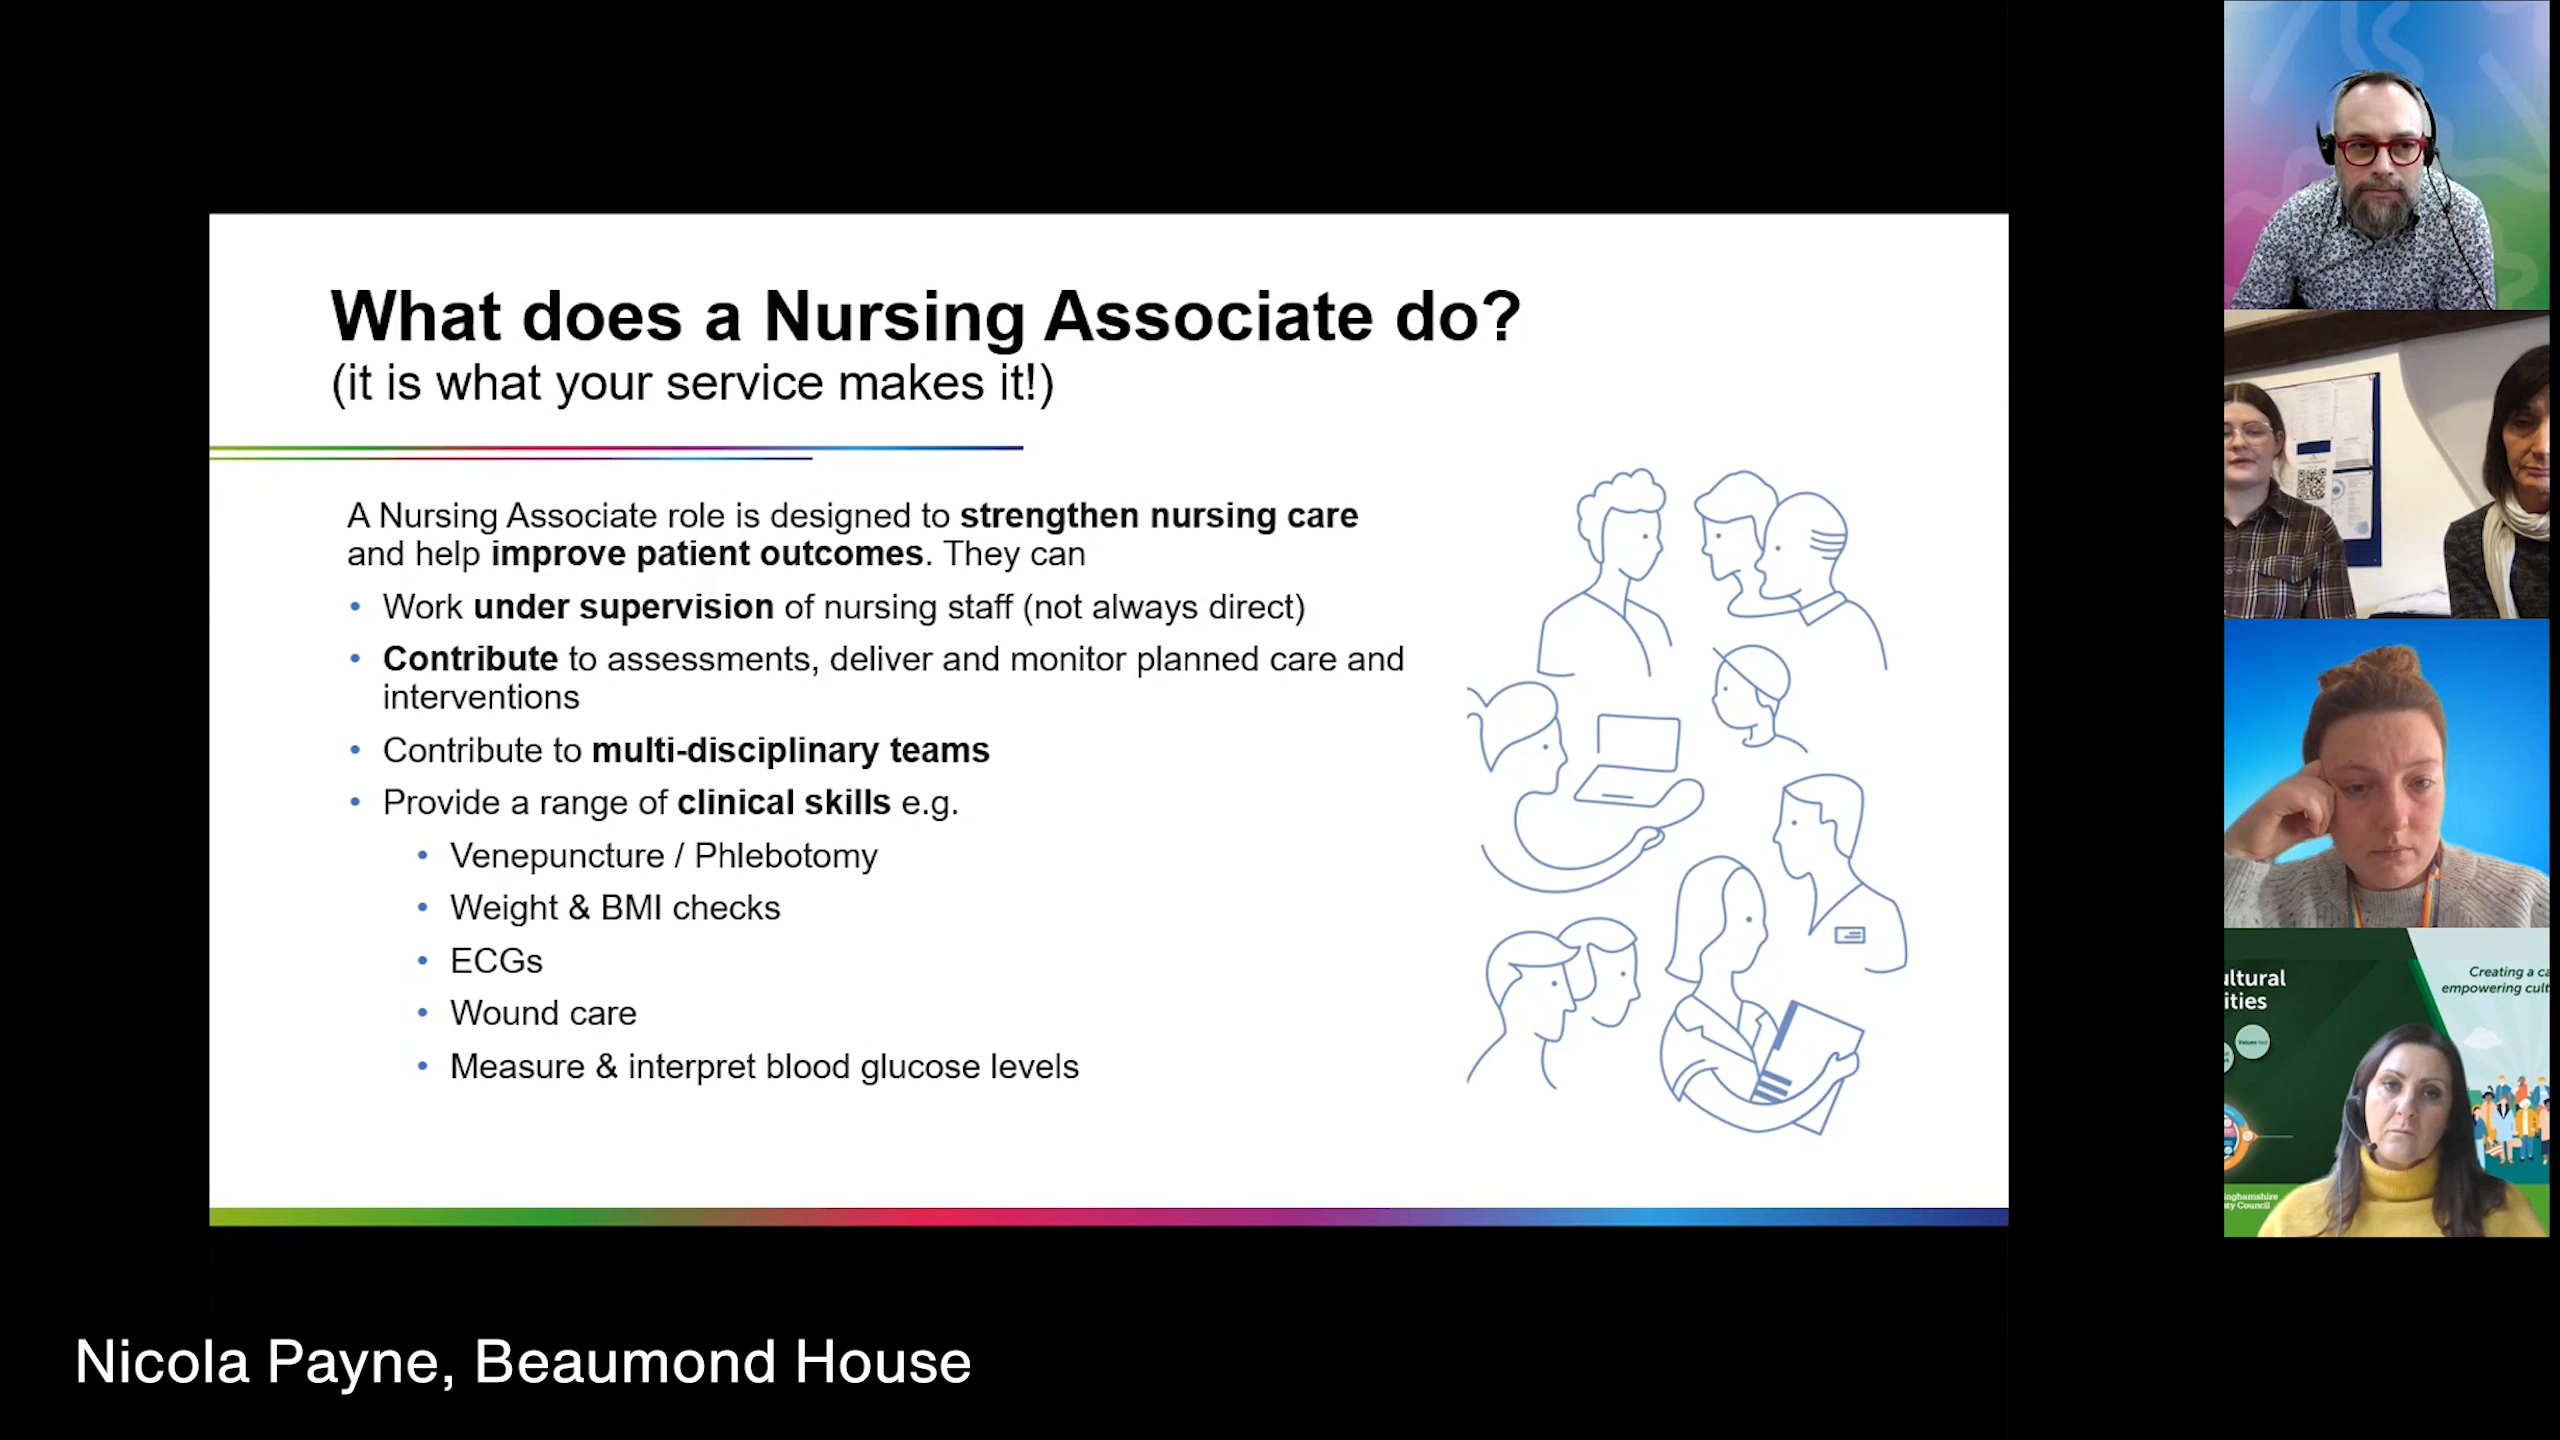 What does a Nursing Associate do?
(it is what your service makes it!)
A Nursing Associate role is designed to strengthen nursing care
and help improve patient outcomes. They can
• Work under supervision of nursing staff (not always direct)
• Contribute to assessments, deliver and monitor planned care and
interventions
• Contribute to multi-disciplinary teams
• Provide a range of clinical skills e.g.
• Venepuncture / Phlebotomy
• Weight & BMI checks
• ECGs
• Wound care
• Measure & interpret blood glucose levels
Creating a
empowering
Council
Nicola Payne, Beaumond House